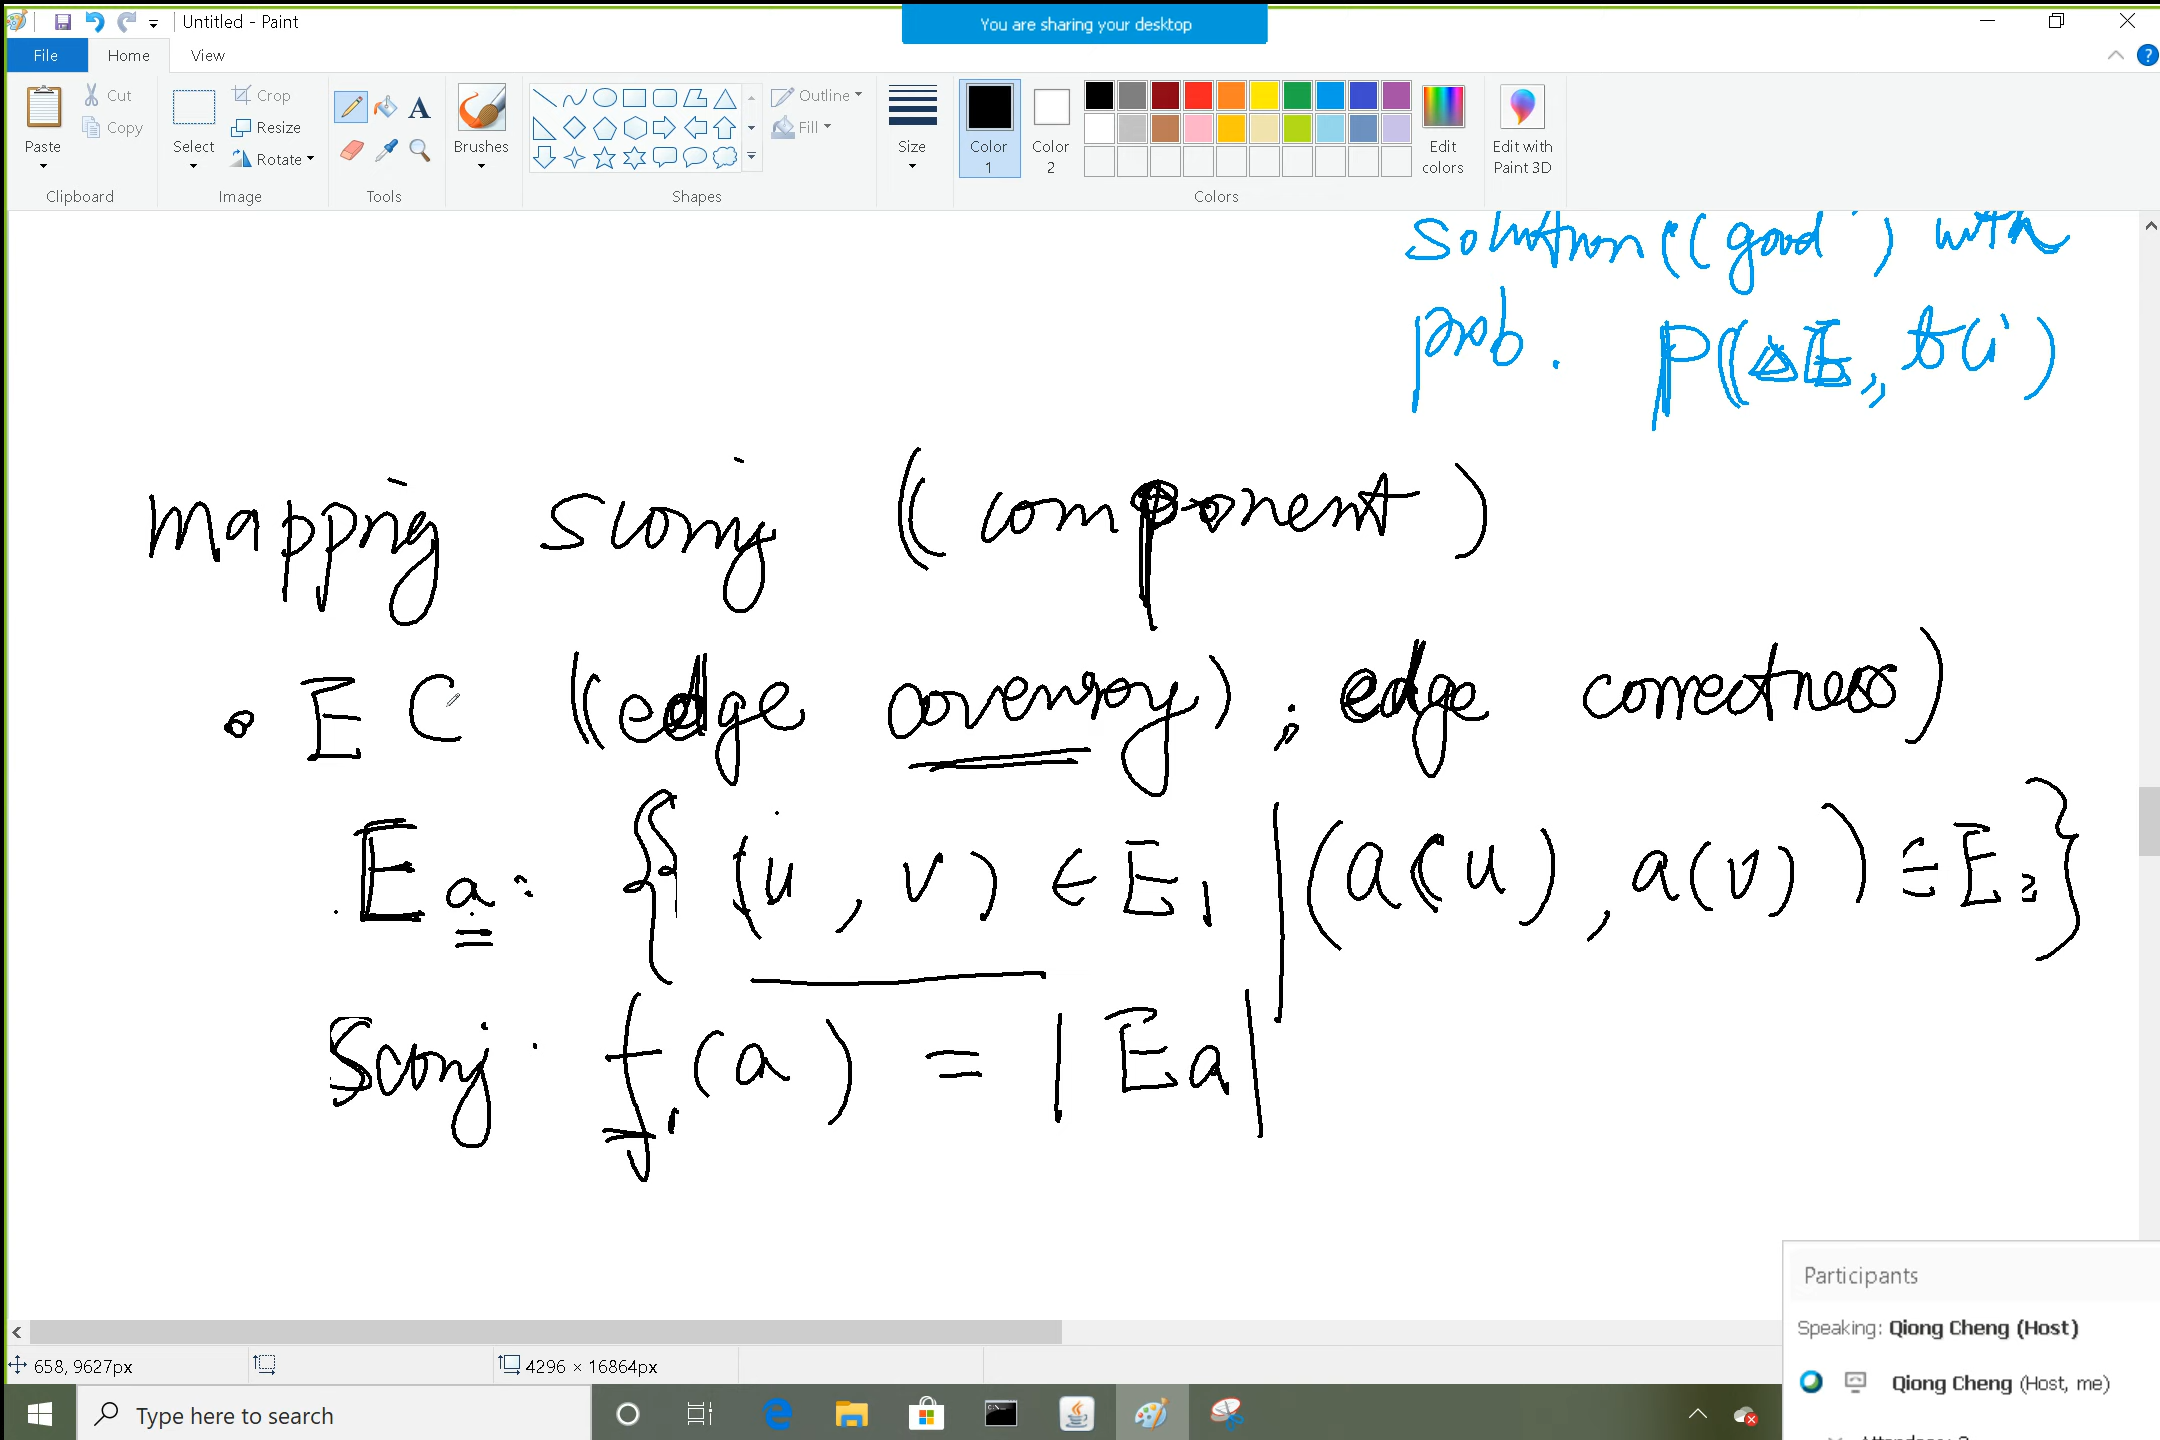 Untitled - Paint
You are sharing your desktop
File Home View
Cut
Copy
Paste
Clipboard
Crop
Resize
Rotate
Select
Image
Tools
Brushes
Outline
Fill
Shapes
Size
Color 1
Color 2
Edit colors
Edit with Paint 3D
Colors
solution (good) with
prob. P(ΔE, t(i)
mapping scoring (component)
• EC (edge ; edge correctness)
Ea: {(u, v) ∈ E1 | (a(u), a(v)) ∈ E2}
Scoring: f1(a) = |Ea|
Participants
Speaking: Qiong Cheng (Host)
Qiong Cheng (Host, me)
658, 9627px
4296 × 16864px
Type here to search